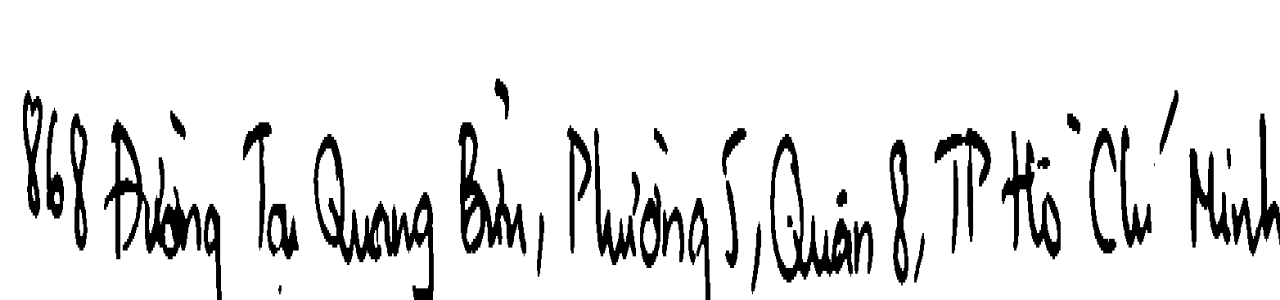 868 Đường Tạ Quang Bửu, Phường 5, Quận 8, TP Hồ Chí Minh